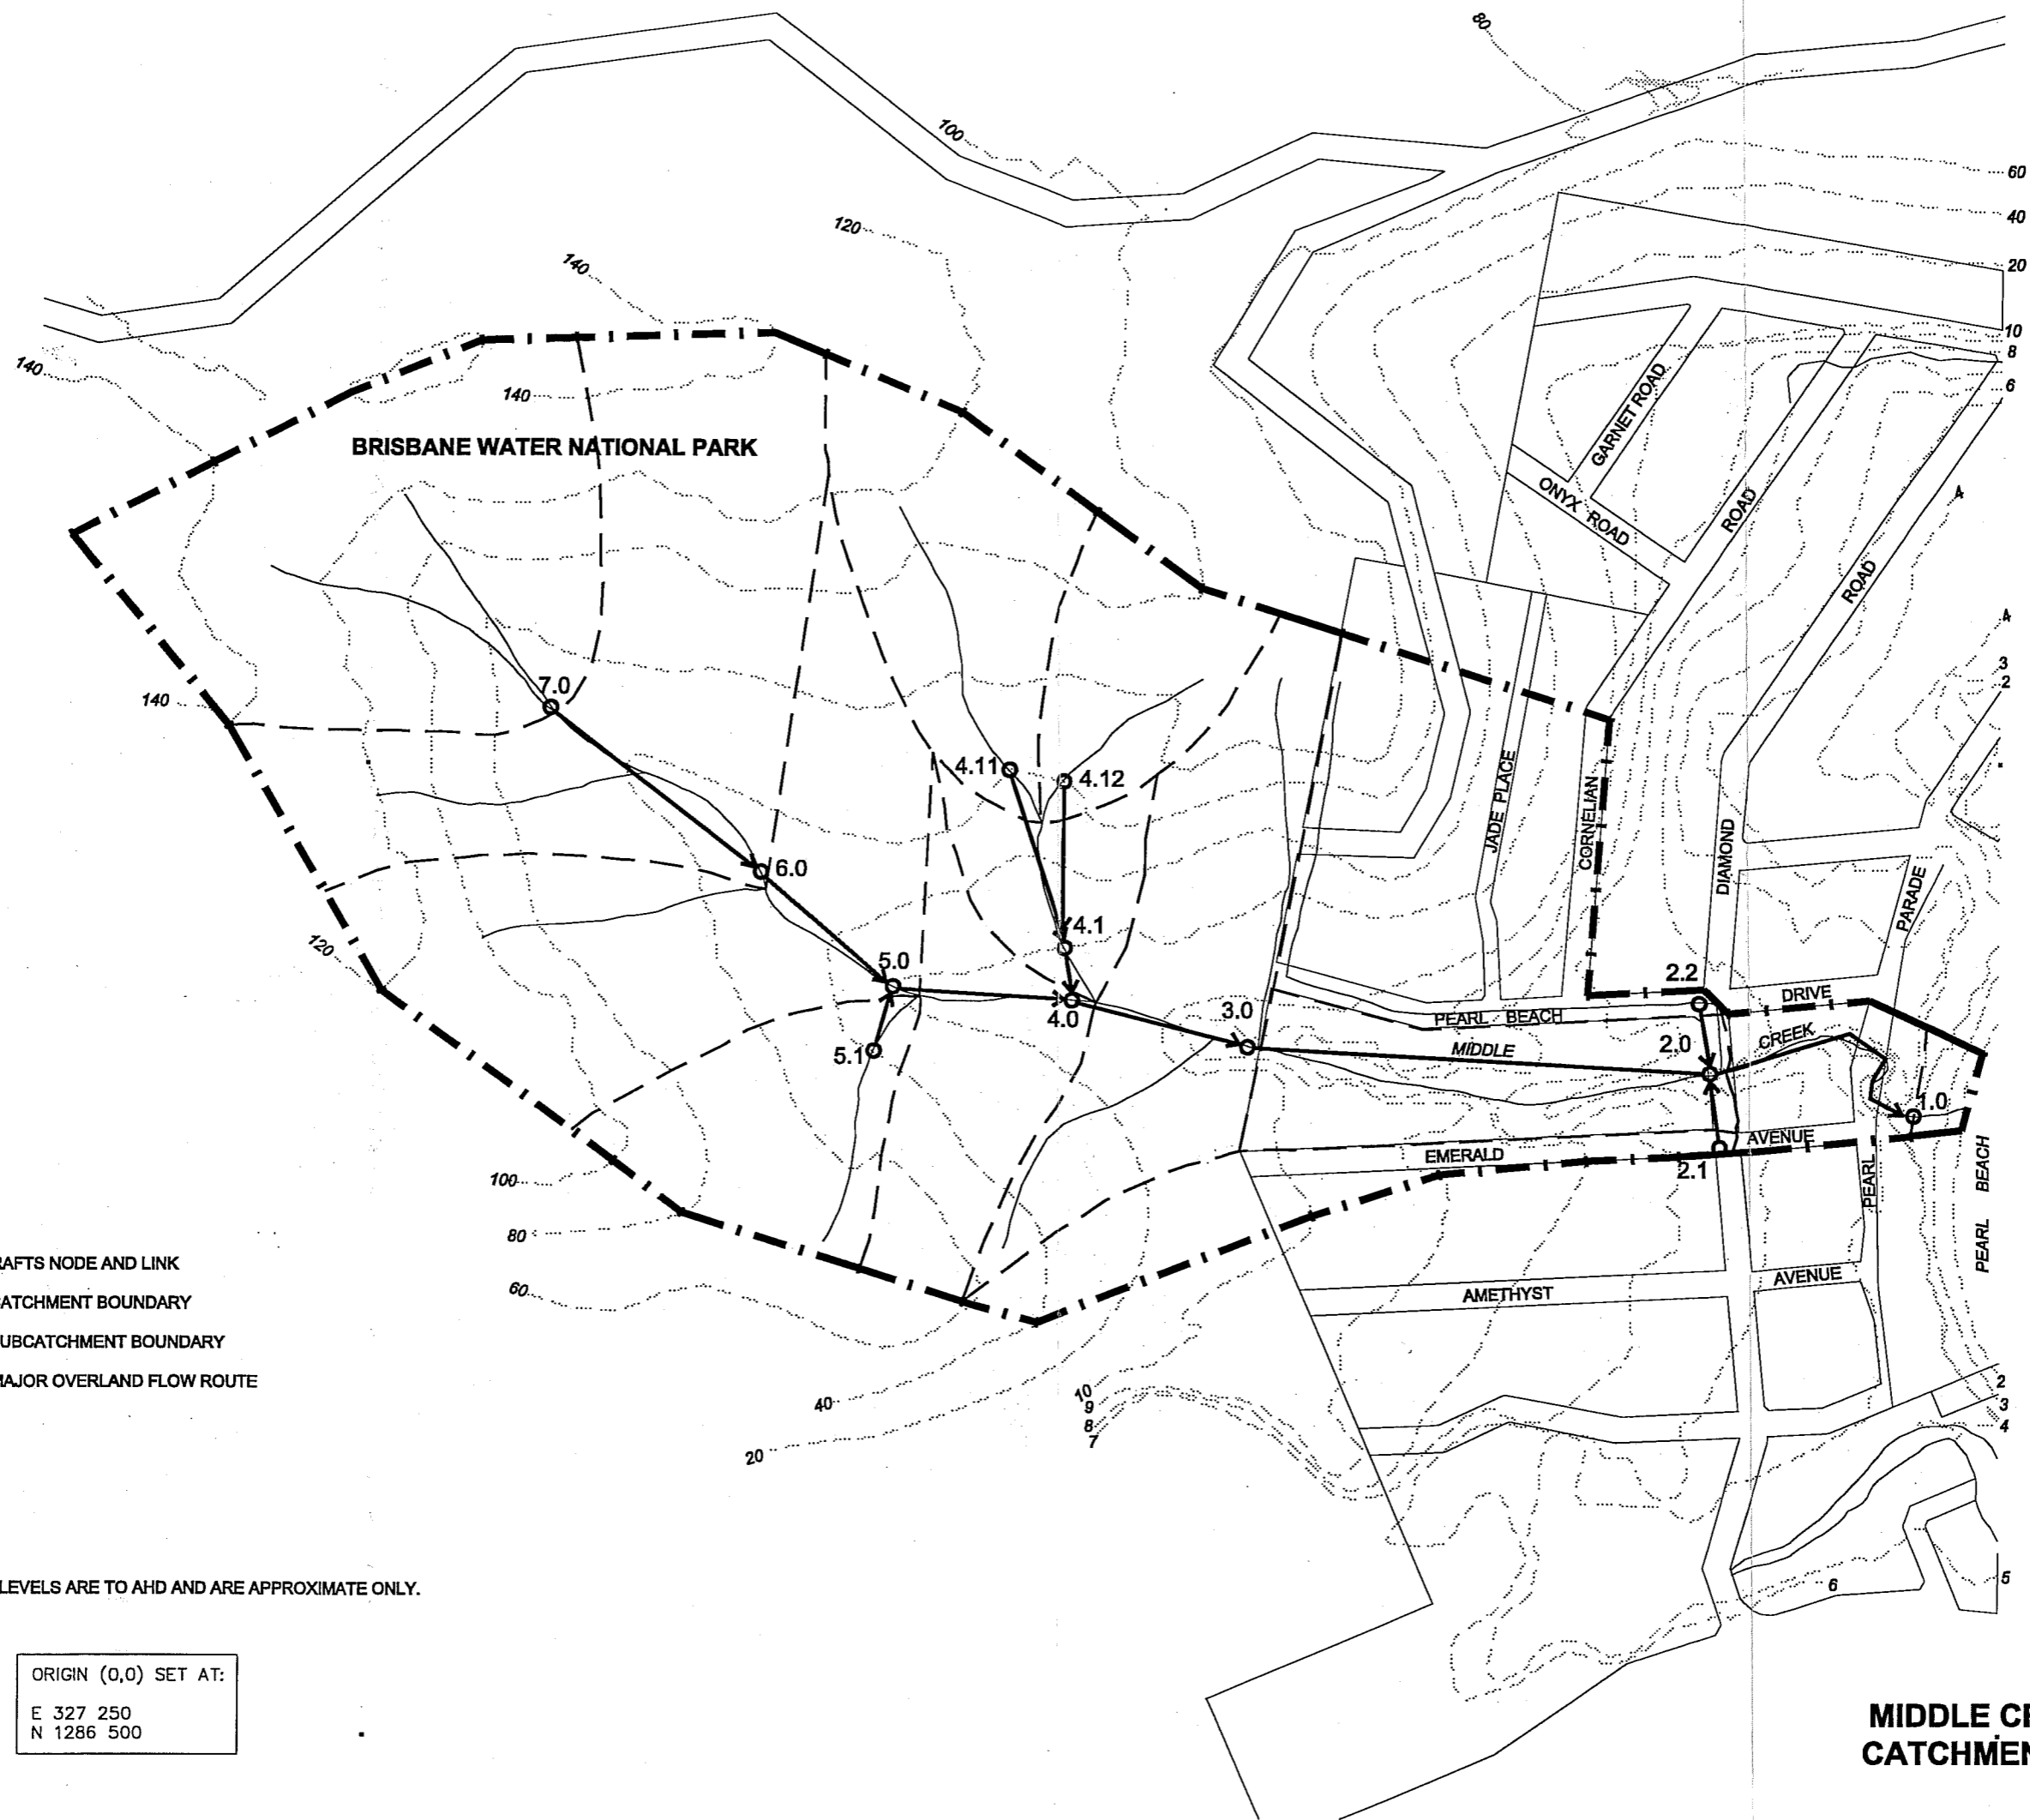 80
100
60
40
120
20
140
10
8
6
140
140
GARNET ROAD
BRISBANE WATER NATIONAL PARK
ONYX ROAD
ROAD
4
ROAD
4
3
2
7.0
140
4.11
4.12
JADE PLACE
CORNELIAN
DIAMOND
6.0
PARADE
4.1
120
5.0
2.2
DRIVE
4.0
3.0
PEARL BEACH
5.1
MIDDLE
2.0
CREEK
1.0
AVENUE
EMERALD
2.1
PEARL
PEARL BEACH
100
80
AFTS NODE AND LINK
60
AVENUE
AMETHYST
ATCHMENT BOUNDARY
UBCATCHMENT BOUNDARY
MAJOR OVERLAND FLOW ROUTE
40
10
9
8
7
2
3
4
20
LEVELS ARE TO AHD AND ARE APPROXIMATE ONLY.
6
5
ORIGIN (0,0) SET AT:
E 327 250
N 1286 500
MIDDLE C
CATCHMEN